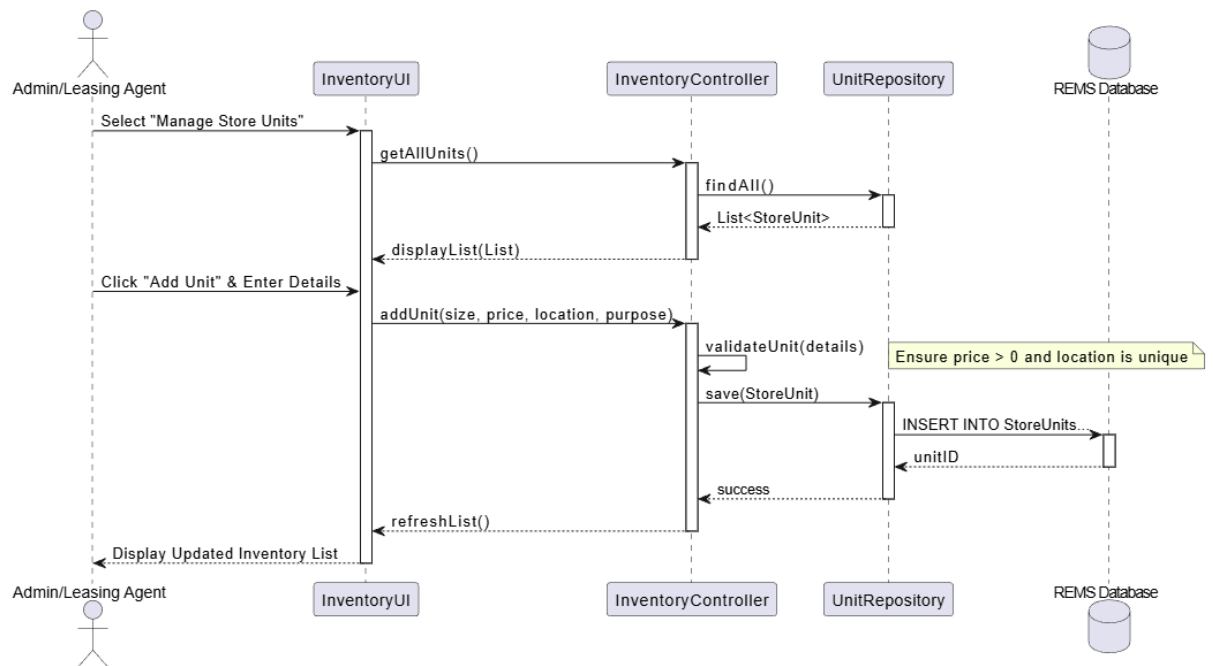 Admin/Leasing Agent
InventoryUI
InventoryController
UnitRepository
REMS Database
Select "Manage Store Units"
getAllUnits()
findAll()
List<StoreUnit>
displayList(List)
Click "Add Unit" & Enter Details
addUnit(size, price, location, purpose)
validateUnit(details)
Ensure price > 0 and location is unique
save(StoreUnit)
INSERT INTO StoreUnits...
unitID
success
refreshList()
Display Updated Inventory List
Admin/Leasing Agent
InventoryUI
InventoryController
UnitRepository
REMS Database